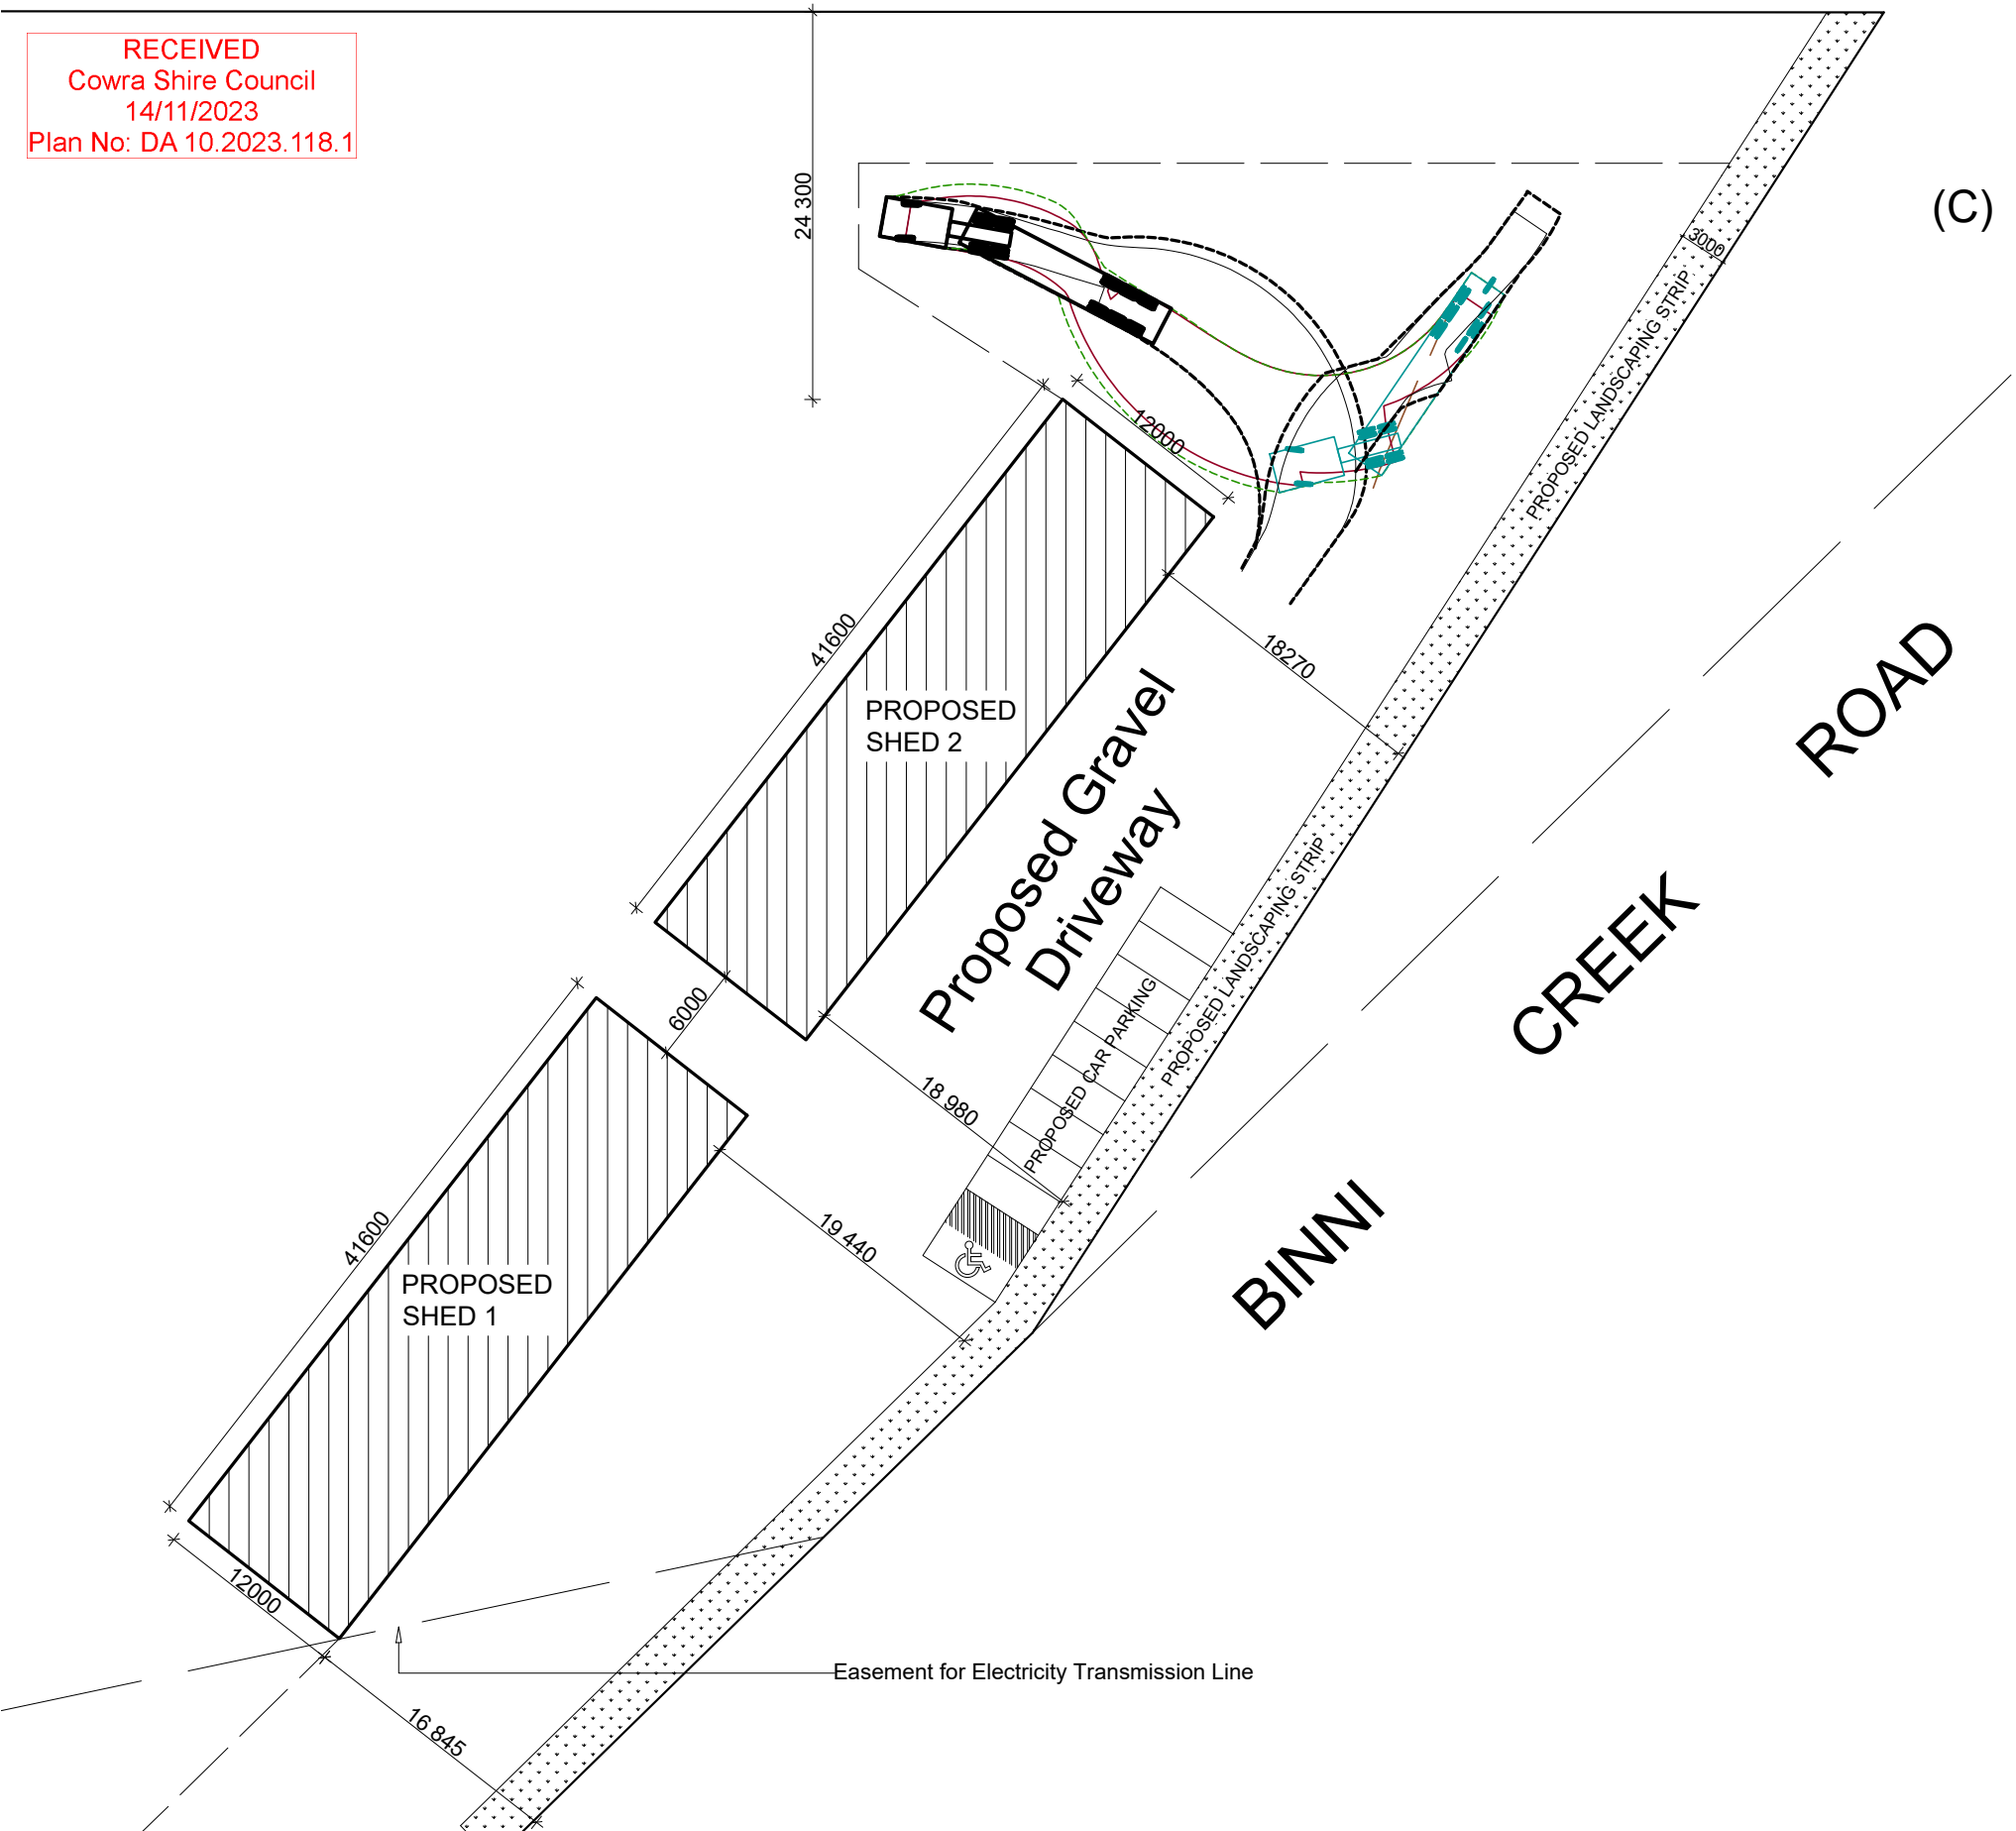 RECEIVED
Cowra Shire Council
14/11/2023
Plan No: DA 10.2023.118.1
24 300
(C)
3000
PROPOSED LANDSCAPING STRIP
12000
41600
18270
PROPOSED
SHED 2
Proposed Gravel
Driveway
ROAD
CREEK
BINNI
PROPOSED LANDSCAPING STRIP
PROPOSED CAR PARKING
6000
18 980
19 440
41600
PROPOSED
SHED 1
12000
Easement for Electricity Transmission Line
16 845